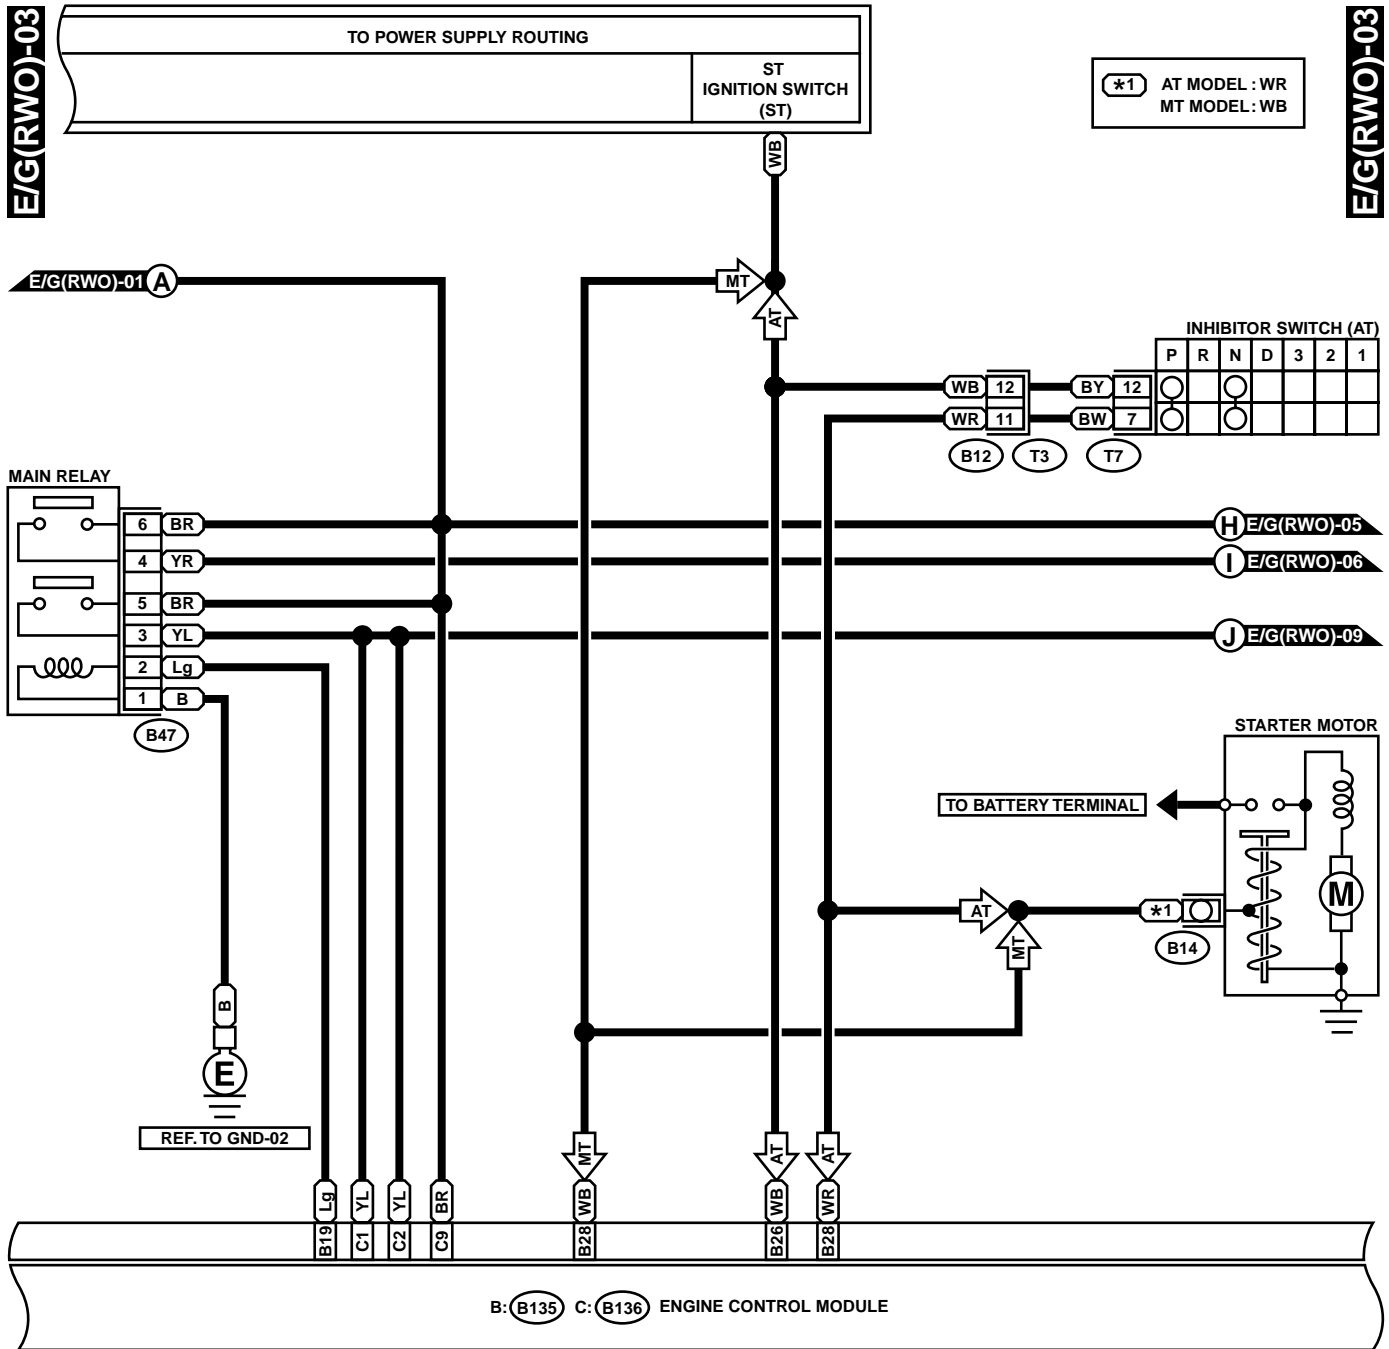 E/G(RWO)-03
TO POWER SUPPLY ROUTING
ST
IGNITION SWITCH
(ST)
E/G(RWO)-03
*1 AT MODEL : WR
MT MODEL : WB
WB
E/G(RWO)-01 A
MT
AT
INHIBITOR SWITCH (AT)
P R N D 3 2 1
WB 12 BY 12
WR 11 BW 7
B12 T3 T7
MAIN RELAY
6 BR
H E/G(RWO)-05
4 YR
I E/G(RWO)-06
5 BR
3 YL
J E/G(RWO)-09
2 Lg
1 B
B47
STARTER MOTOR
TO BATTERY TERMINAL
M
AT
*1
MT
B14
B
E
REF. TO GND-02
MT AT AT
Lg YL YL BR WB WB WR
B19 C1 C2 C9 B28 B26 B28
B: B135 C: B136 ENGINE CONTROL MODULE